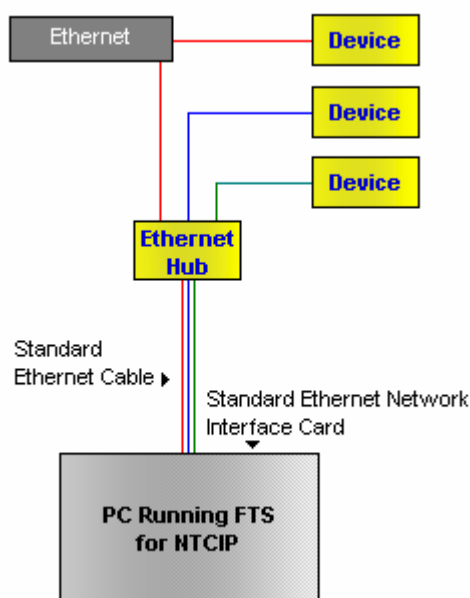 Ethernet
Device
Device
Device
Ethernet
Hub
Standard
Ethernet Cable
Standard Ethernet Network
Interface Card
PC Running FTS
for NTCIP